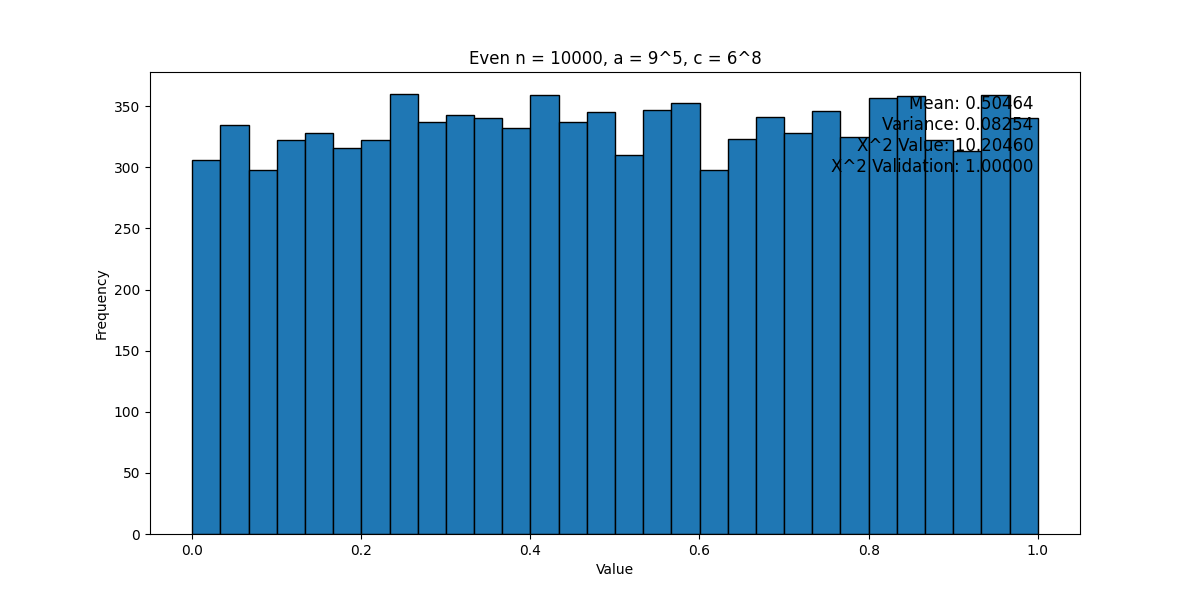 Even n = 10000, a = 9^5, c = 6^8
Mean: 0.50464
Variance: 0.08254
X^2 Value: 10.20460
X^2 Validation: 1.00000
350
300
250
200
150
100
50
0
Frequency
0.0 0.2 0.4 0.6 0.8 1.0
Value